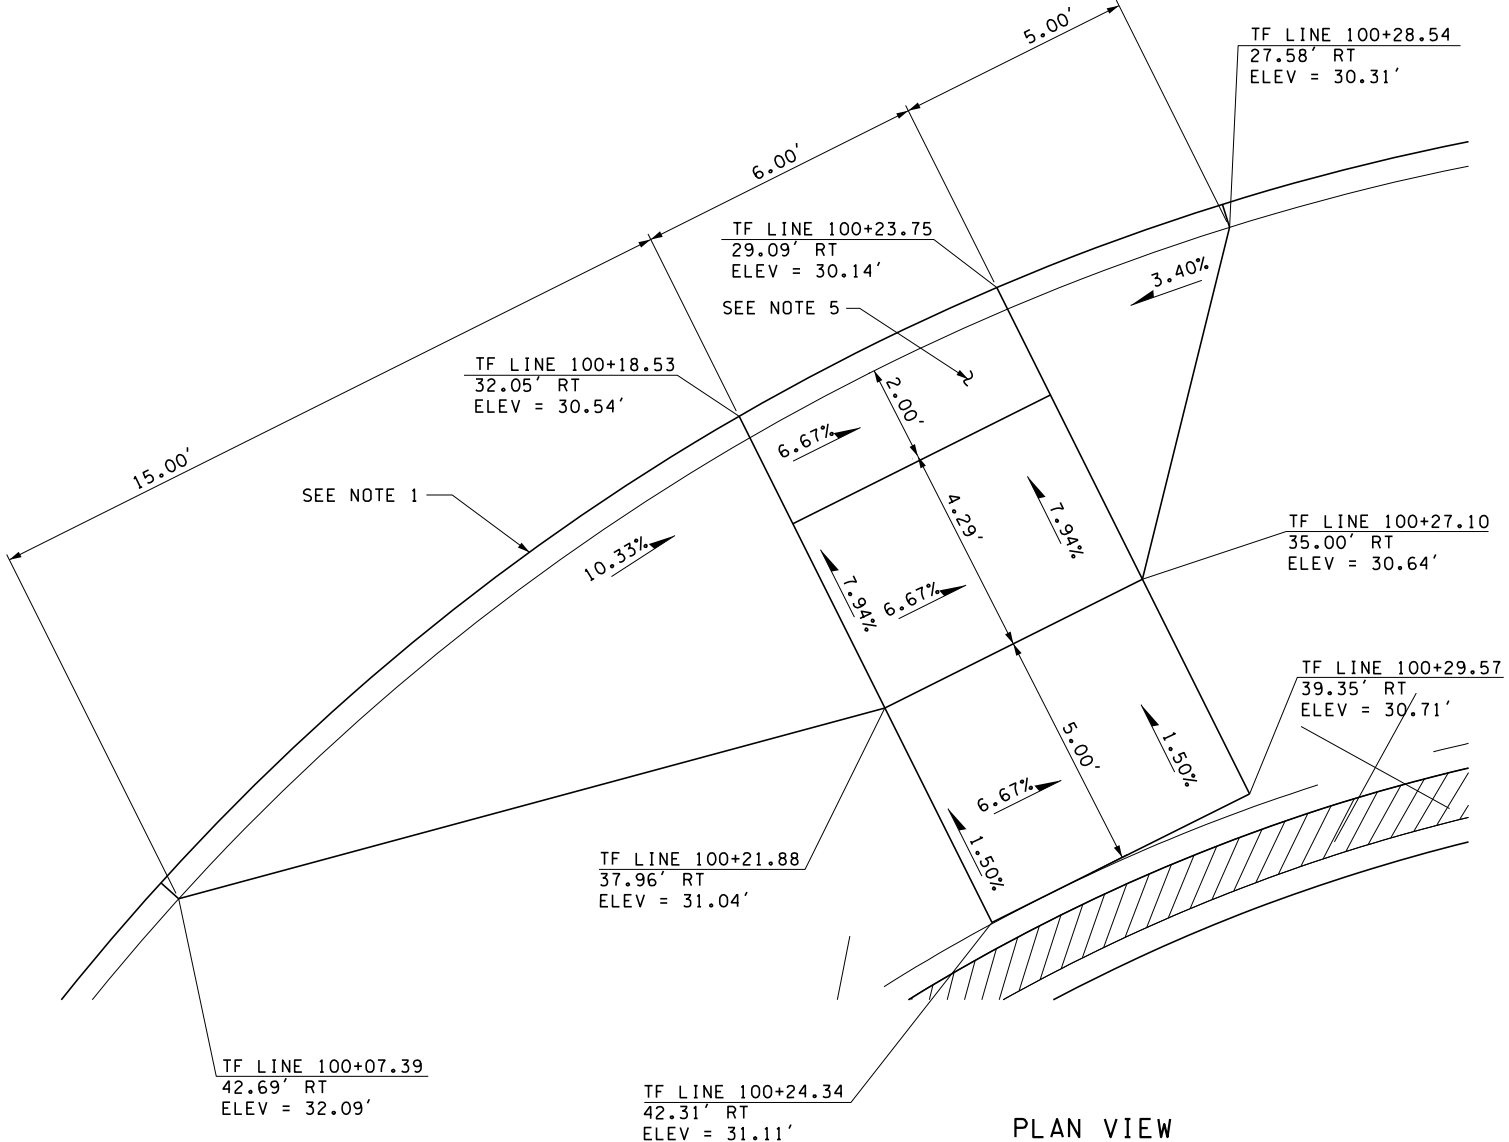 5.00′
TF LINE 100+28.54
27.58′ RT
ELEV = 30.31′
6.00′
TF LINE 100+23.75
29.09′ RT
ELEV = 30.14′
3.40%
SEE NOTE 5
TF LINE 100+18.53
32.05′ RT
ELEV = 30.54′
2.00′
6.67%
15.00′
SEE NOTE 1
4.29′
7.94%
TF LINE 100+27.10
35.00′ RT
ELEV = 30.64′
10.33%
7.94%
6.67%
TF LINE 100+29.57
39.35′ RT
ELEV = 30.71′
5.00′
1.50%
6.67%
1.50%
TF LINE 100+21.88
37.96′ RT
ELEV = 31.04′
TF LINE 100+07.39
42.69′ RT
ELEV = 32.09′
TF LINE 100+24.34
42.31′ RT
ELEV = 31.11′
PLAN VIEW